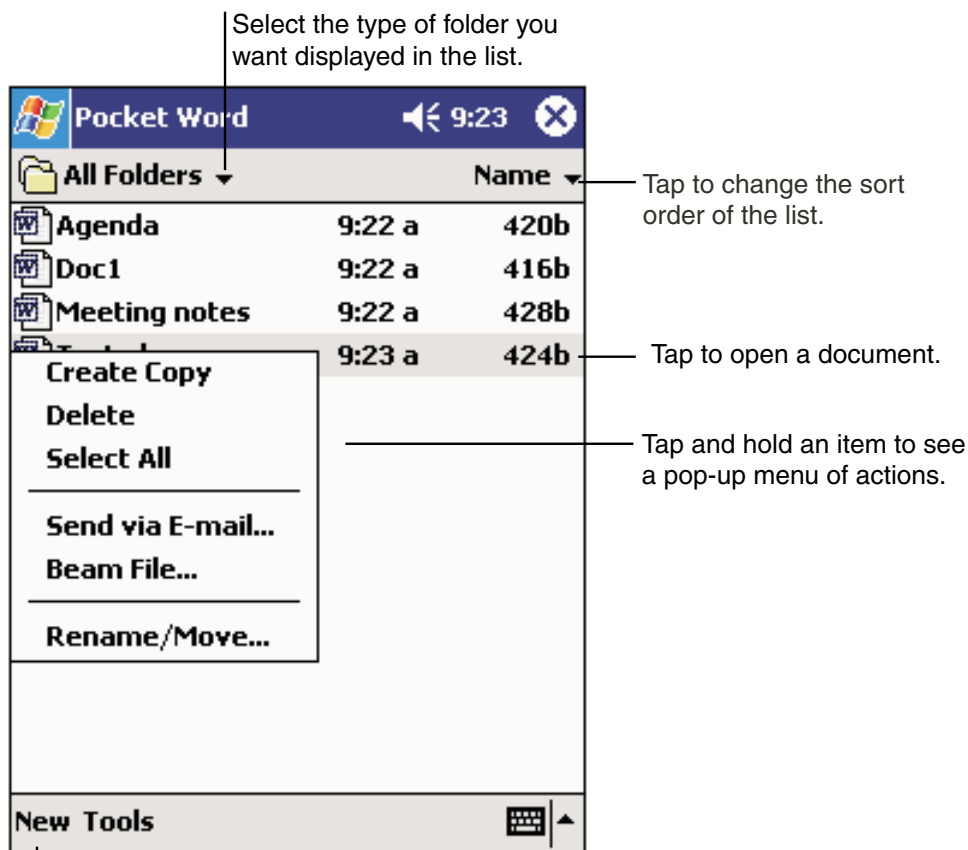 Select the type of folder you
want displayed in the list.
Pocket Word 9:23
All Folders Name
Tap to change the sort
order of the list.
Agenda 9:22 a 420b
Doc1 9:22 a 416b
Meeting notes 9:22 a 428b
9:23 a 424b
Tap to open a document.
Create Copy
Delete
Select All
Tap and hold an item to see
a pop-up menu of actions.
Send via E-mail...
Beam File...
Rename/Move...
New Tools